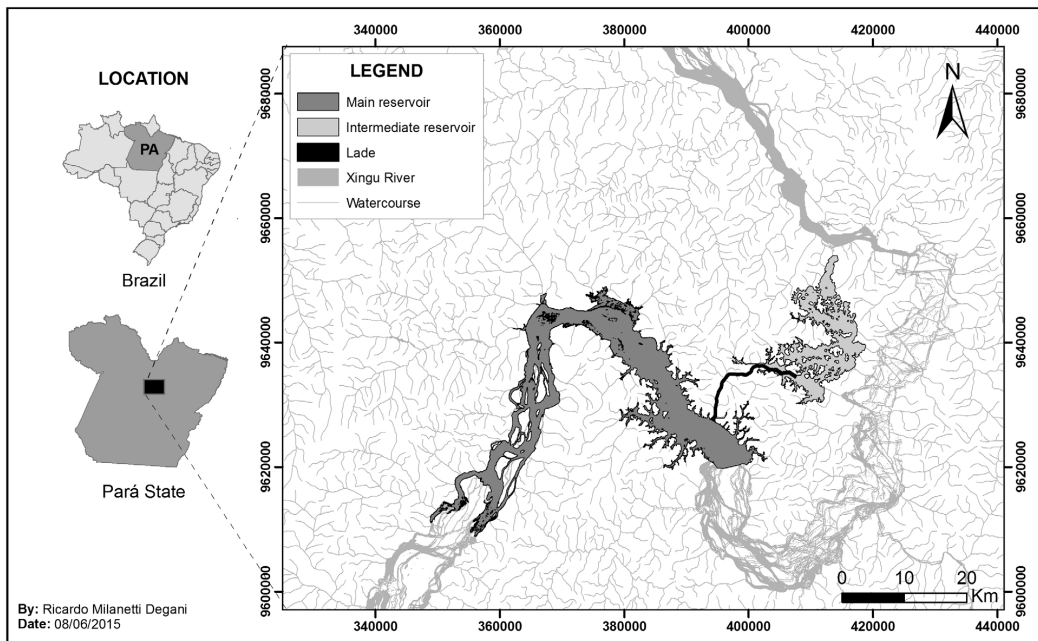 LOCATION
PA
Brazil
Pará State
By: Ricardo Milanetti Degani
Date: 08/06/2015
340000 360000 380000 400000 420000 440000
LEGEND
Main reservoir
Intermediate reservoir
Lade
Xingu River
Watercourse
N
9680000
9660000
9640000
9620000
9600000
9680000
9660000
9640000
9620000
9600000
0 10 20
Km
340000 360000 380000 400000 420000 440000